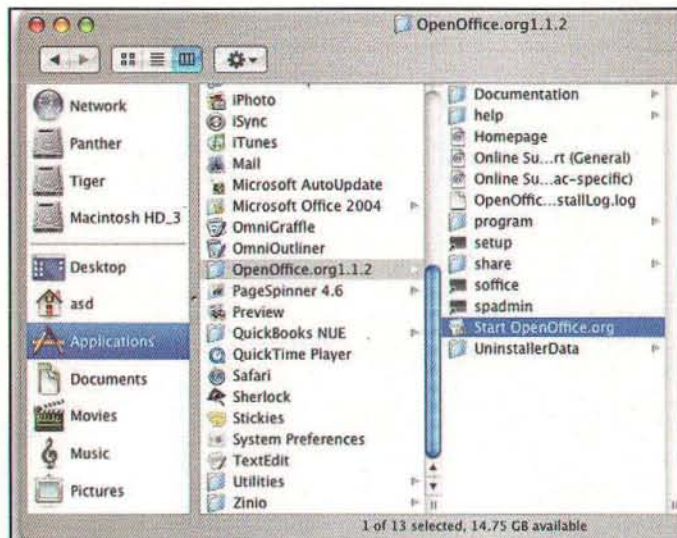 OpenOffice.org1.1.2
Network
Panther
Tiger
Macintosh HD_3
Desktop
asd
Applications
Documents
Movies
Music
Pictures
iPhoto
iSync
iTunes
Mail
Microsoft AutoUpdate
Microsoft Office 2004
OmniGraffle
OmniOutliner
OpenOffice.org1.1.2
PageSpinner 4.6
Preview
QuickBooks NUE
QuickTime Player
Safari
Sherlock
Stickies
System Preferences
TextEdit
Utilities
Zinio
Documentation
help
Homepage
Online Su...rt (General)
Online Su...ac-specific)
OpenOffic...stallLog.log
program
setup
share
soffice
spadmin
Start OpenOffice.org
UninstallerData
1 of 13 selected, 14.75 GB available